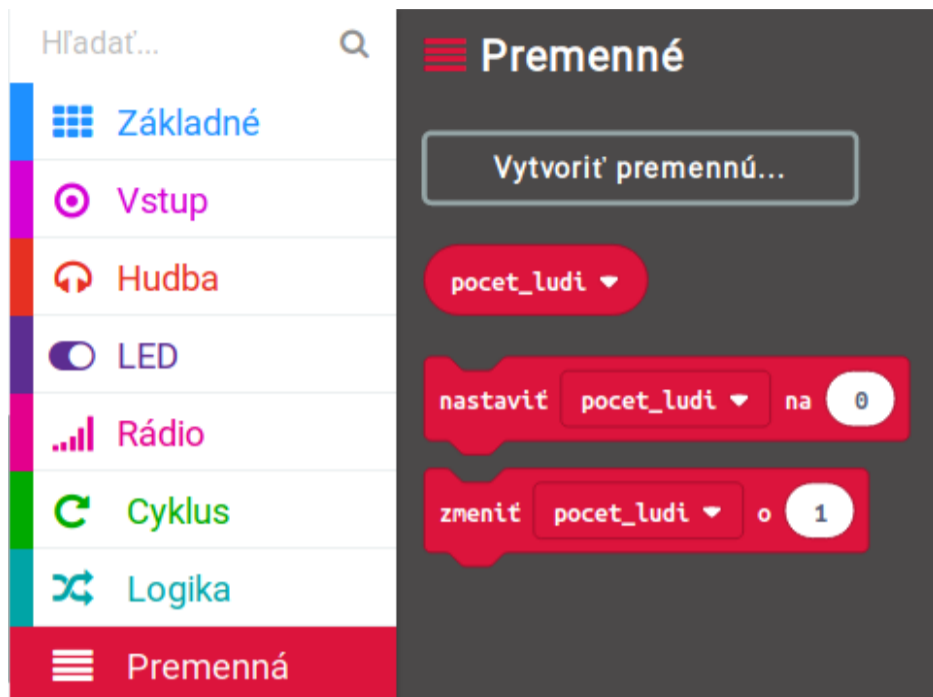 Hľadať...
Základné
Vstup
Hudba
LED
Rádio
Cyklus
Logika
Premenná
Premenné
Vytvoriť premennú...
pocet_ludi
nastaviť pocet_ludi na 0
zmeniť pocet_ludi o 1